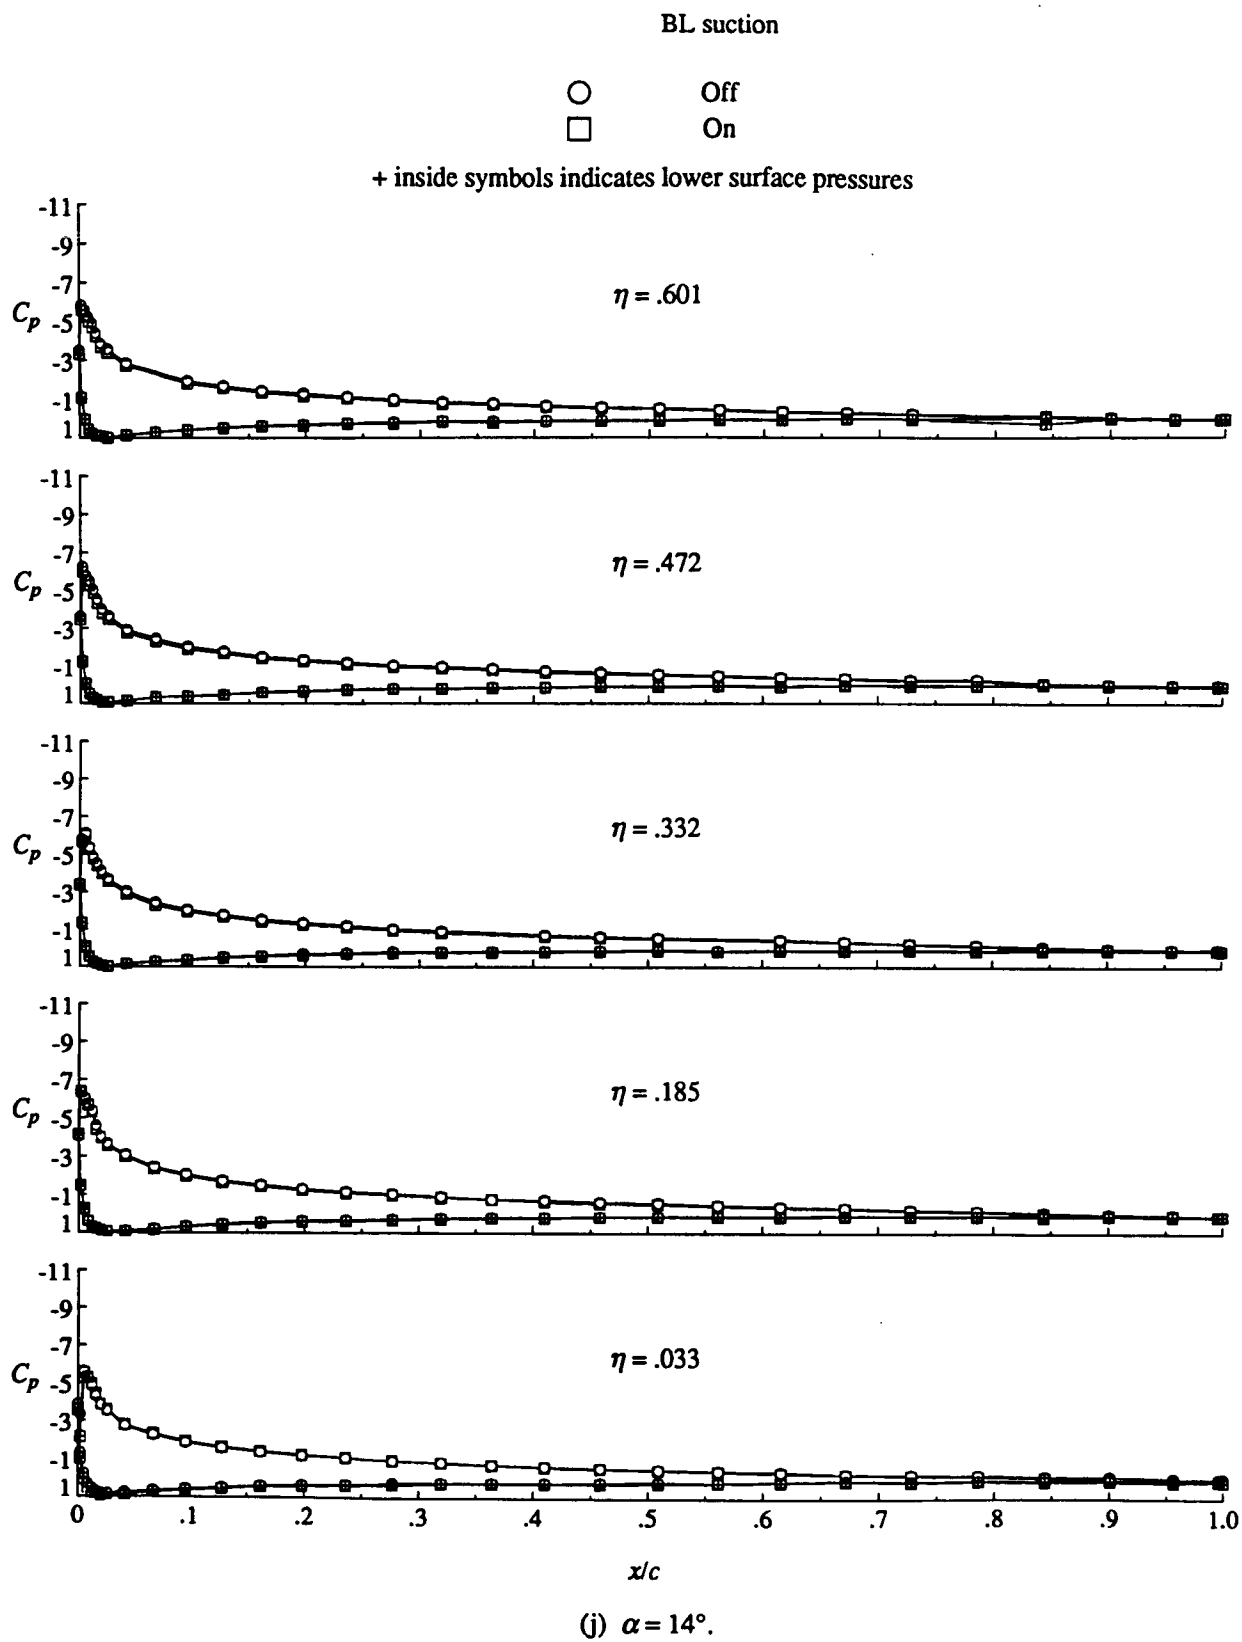 BL suction
Off
On
+ inside symbols indicates lower surface pressures
-11
-9
-7
-5
-3
-1
1
Cp
η = .601
-11
-9
-7
-5
-3
-1
1
Cp
η = .472
-11
-9
-7
-5
-3
-1
1
Cp
η = .332
-11
-9
-7
-5
-3
-1
1
Cp
η = .185
-11
-9
-7
-5
-3
-1
1
Cp
η = .033
0 .1 .2 .3 .4 .5 .6 .7 .8 .9 1.0
x/c
(j) α = 14°.